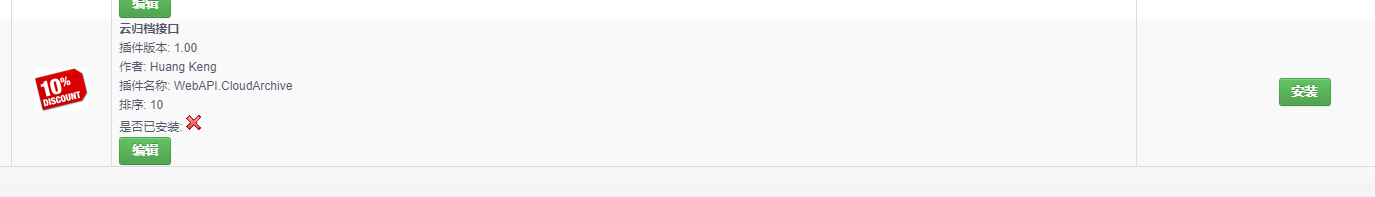 编辑
云归档接口
插件版本: 1.00
作者: Huang Keng
插件名称: WebAPI.CloudArchive
排序: 10
是否已安装:
编辑
10%
DISCOUNT
安装